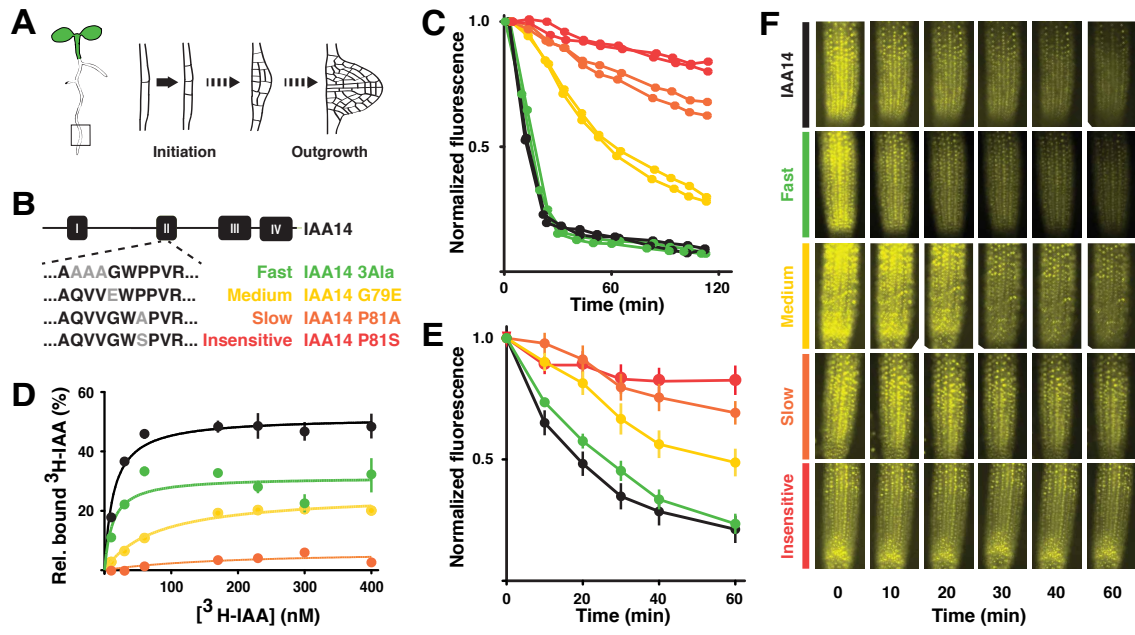 A
Initiation
Outgrowth
B
I
II
III
IV
IAA14
...AAAAGWPPVR... Fast IAA14 3Ala
...AQVVEWPPVR... Medium IAA14 G79E
...AQVVGWAPVR... Slow IAA14 P81A
...AQVVGWSPVR... Insensitive IAA14 P81S
C
Normalized fluorescence
1.0
0.5
0
60
120
Time (min)
D
Rel. bound ³H-IAA (%)
60
40
20
100
200
300
400
[³ H-IAA] (nM)
E
Normalized fluorescence
1.0
0.5
0
20
40
60
Time (min)
F
IAA14
Fast
Medium
Slow
Insensitive
0 10 20 30 40 60
Time (min)